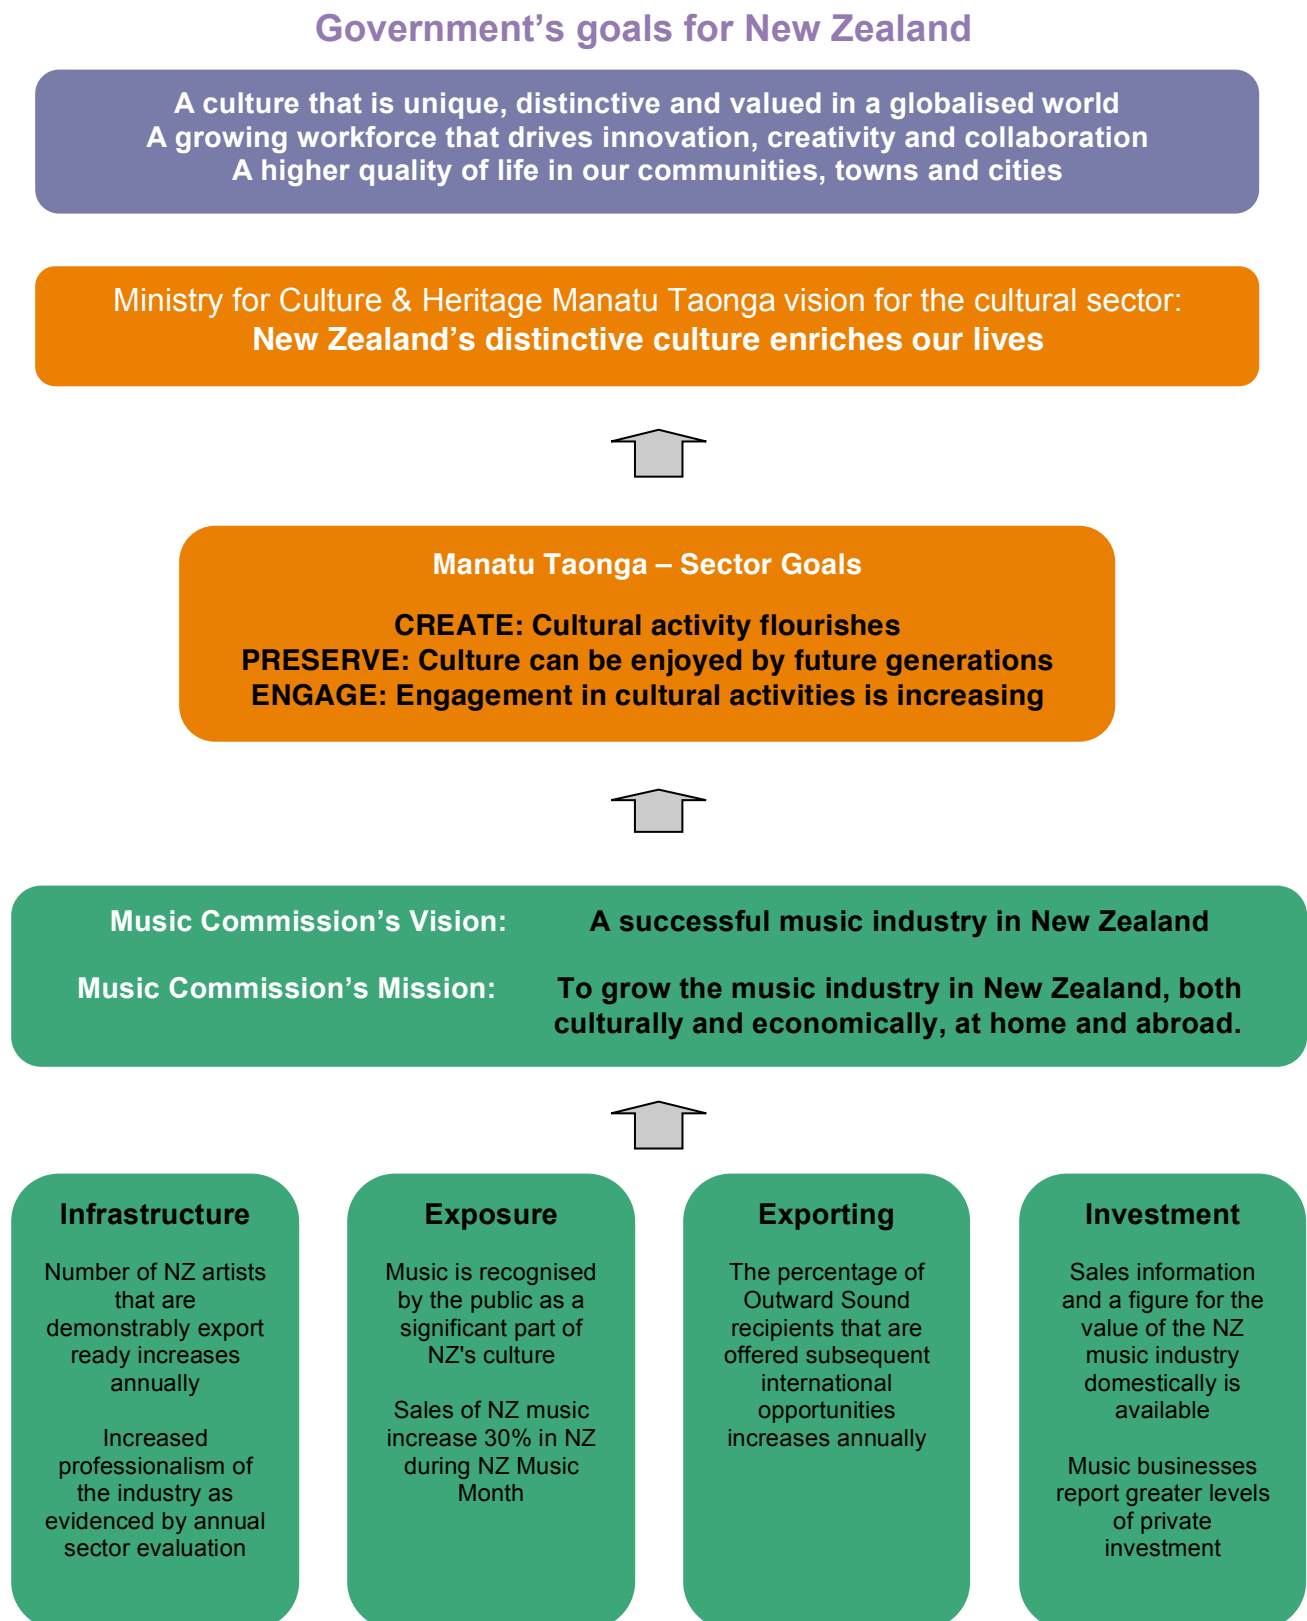 Government’s goals for New Zealand
A culture that is unique, distinctive and valued in a globalised world
A growing workforce that drives innovation, creativity and collaboration
A higher quality of life in our communities, towns and cities
Ministry for Culture & Heritage Manatu Taonga vision for the cultural sector:
New Zealand’s distinctive culture enriches our lives
Manatu Taonga – Sector Goals
CREATE: Cultural activity flourishes
PRESERVE: Culture can be enjoyed by future generations
ENGAGE: Engagement in cultural activities is increasing
Music Commission’s Vision: A successful music industry in New Zealand
Music Commission’s Mission: To grow the music industry in New Zealand, both
culturally and economically, at home and abroad.
Infrastructure
Number of NZ artists
that are
demonstrably export
ready increases
annually
Increased
professionalism of
the industry as
evidenced by annual
sector evaluation
Exposure
Music is recognised
by the public as a
significant part of
NZ's culture
Sales of NZ music
increase 30% in NZ
during NZ Music
Month
Exporting
The percentage of
Outward Sound
recipients that are
offered subsequent
international
opportunities
increases annually
Investment
Sales information
and a figure for the
value of the NZ
music industry
domestically is
available
Music businesses
report greater levels
of private
investment